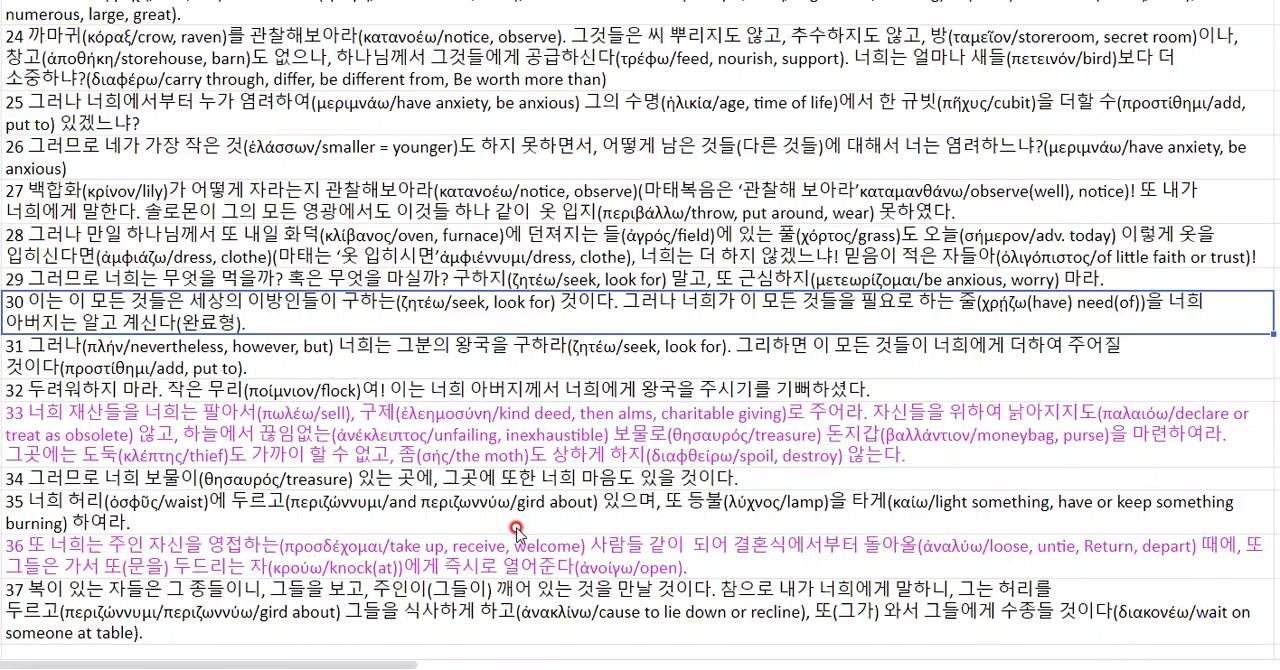 numerous, large, great).
24 까마귀(κόραξ/crow, raven)를 관찰해보아라(κατανοέω/notice, observe). 그것들은 씨 뿌리지도 않고, 추수하지도 않고, 방(ταμεῖον/storeroom, secret room)이나,
창고(ἀποθήκη/storehouse, barn)도 없으나, 하나님께서 그것들에게 공급하신다(τρέφω/feed, nourish, support). 너희는 얼마나 새들(πετεινόν/bird)보다 더
소중하냐?(διαφέρω/carry through, differ, be different from, Be worth more than)
25 그러나 너희에서부터 누가 염려하여(μεριμνάω/have anxiety, be anxious) 그의 수명(ἡλικία/age, time of life)에서 한 규빗(πῆχυς/cubit)을 더할 수(προστίθημι/add,
put to) 있겠느냐?
26 그러므로 네가 가장 작은 것(ἐλάσσων/smaller = younger)도 하지 못하면서, 어떻게 남은 것들(다른 것들)에 대해서 너는 염려하느냐?(μεριμνάω/have anxiety, be
anxious)
27 백합화(κρίνον/lily)가 어떻게 자라는지 관찰해보아라(κατανοέω/notice, observe)(마태복음은 ‘관찰해 보아라’καταμανθάνω/observe(well), notice)! 또 내가
너희에게 말한다. 솔로몬이 그의 모든 영광에서도 이것들 하나 같이  옷 입지(περιβάλλω/throw, put around, wear) 못하였다.
28 그러나 만일 하나님께서 또 내일 화덕(κλίβανος/oven, furnace)에 던져지는 들(ἀγρός/field)에 있는 풀(χόρτος/grass)도 오늘(σήμερον/adv. today) 이렇게 옷을
입히신다면(ἀμφιάζω/dress, clothe)(마태는 ‘옷 입히시면’ἀμφιέννυμι/dress, clothe), 너희는 더 하지 않겠느냐! 믿음이 적은 자들아(ὀλιγόπιστος/of little faith or trust)!
29 그러므로 너희는 무엇을 먹을까? 혹은 무엇을 마실까? 구하지(ζητέω/seek, look for) 말고, 또 근심하지(μετεωρίζομαι/be anxious, worry) 마라.
30 이는 이 모든 것들은 세상의 이방인들이 구하는(ζητέω/seek, look for) 것이다. 그러나 너희가 이 모든 것들을 필요로 하는 줄(χρῄζω(have) need(of))을 너희
아버지는 알고 계신다(완료형).
31 그러나(πλήν/nevertheless, however, but) 너희는 그분의 왕국을 구하라(ζητέω/seek, look for). 그리하면 이 모든 것들이 너희에게 더하여 주어질
것이다(προστίθημι/add, put to).
32 두려워하지 마라. 작은 무리(ποίμνιον/flock)여! 이는 너희 아버지께서 너희에게 왕국을 주시기를 기뻐하셨다.
33 너희 재산들을 너희는 팔아서(πωλέω/sell), 구제(ἐλεημοσύνη/kind deed, then alms, charitable giving)로 주어라. 자신들을 위하여 낡아지지도(παλαιόω/declare or
treat as obsolete) 않고, 하늘에서 끊임없는(ἀνέκλειπτος/unfailing, inexhaustible) 보물로(θησαυρός/treasure) 돈지갑(βαλλάντιον/moneybag, purse)을 마련하여라.
그곳에는 도둑(κλέπτης/thief)도 가까이 할 수 없고, 좀(σής/the moth)도 상하게 하지(διαφθείρω/spoil, destroy) 않는다.
34 그러므로 너희 보물이(θησαυρός/treasure) 있는 곳에, 그곳에 또한 너희 마음도 있을 것이다.
35 너희 허리(ὀσφῦς/waist)에 두르고(περιζώννυμι/and περιζωννύω/gird about) 있으며, 또 등불(λύχνος/lamp)을 타게(καίω/light something, have or keep something
burning) 하여라.
36 또 너희는 주인 자신을 영접하는(προσδέχομαι/take up, receive, welcome) 사람들 같이  되어 결혼식에서부터 돌아올(ἀναλύω/loose, untie, Return, depart) 때에, 또
그들은 가서 또(문을) 두드리는 자(κρούω/knock(at))에게 즉시로 열어준다(ἀνοίγω/open).
37 복이 있는 자들은 그 종들이니, 그들을 보고, 주인이(그들이) 깨어 있는 것을 만날 것이다. 참으로 내가 너희에게 말하니, 그는 허리를
두르고(περιζώννυμι/περιζωννύω/gird about) 그들을 식사하게 하고(ἀνακλίνω/cause to lie down or recline), 또(그가) 와서 그들에게 수종들 것이다(διακονέω/wait on
someone at table).